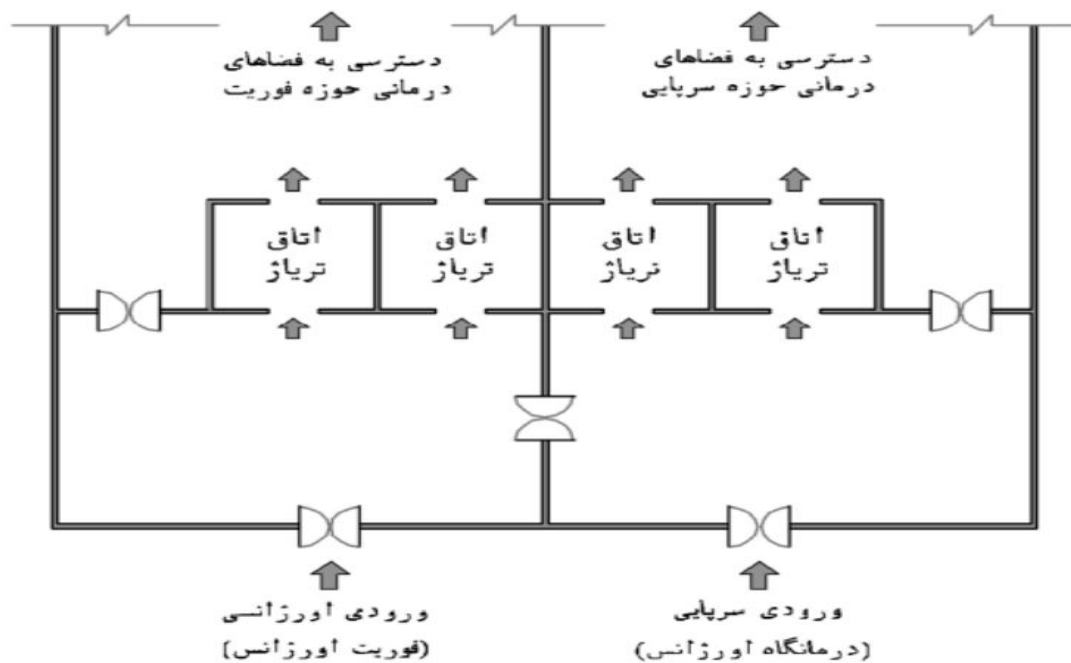 دسترسی به فضاهای
درمانی حوزه سرپایی
دسترسی به فضاهای
درمانی حوزه فوریت
اتاق
تریاژ
اتاق
تریاژ
اتاق
تریاژ
اتاق
تریاژ
ورودی سرپایی
(درمانگاه اورژانس)
ورودی اورژانسی
(فوریت اورژانس)